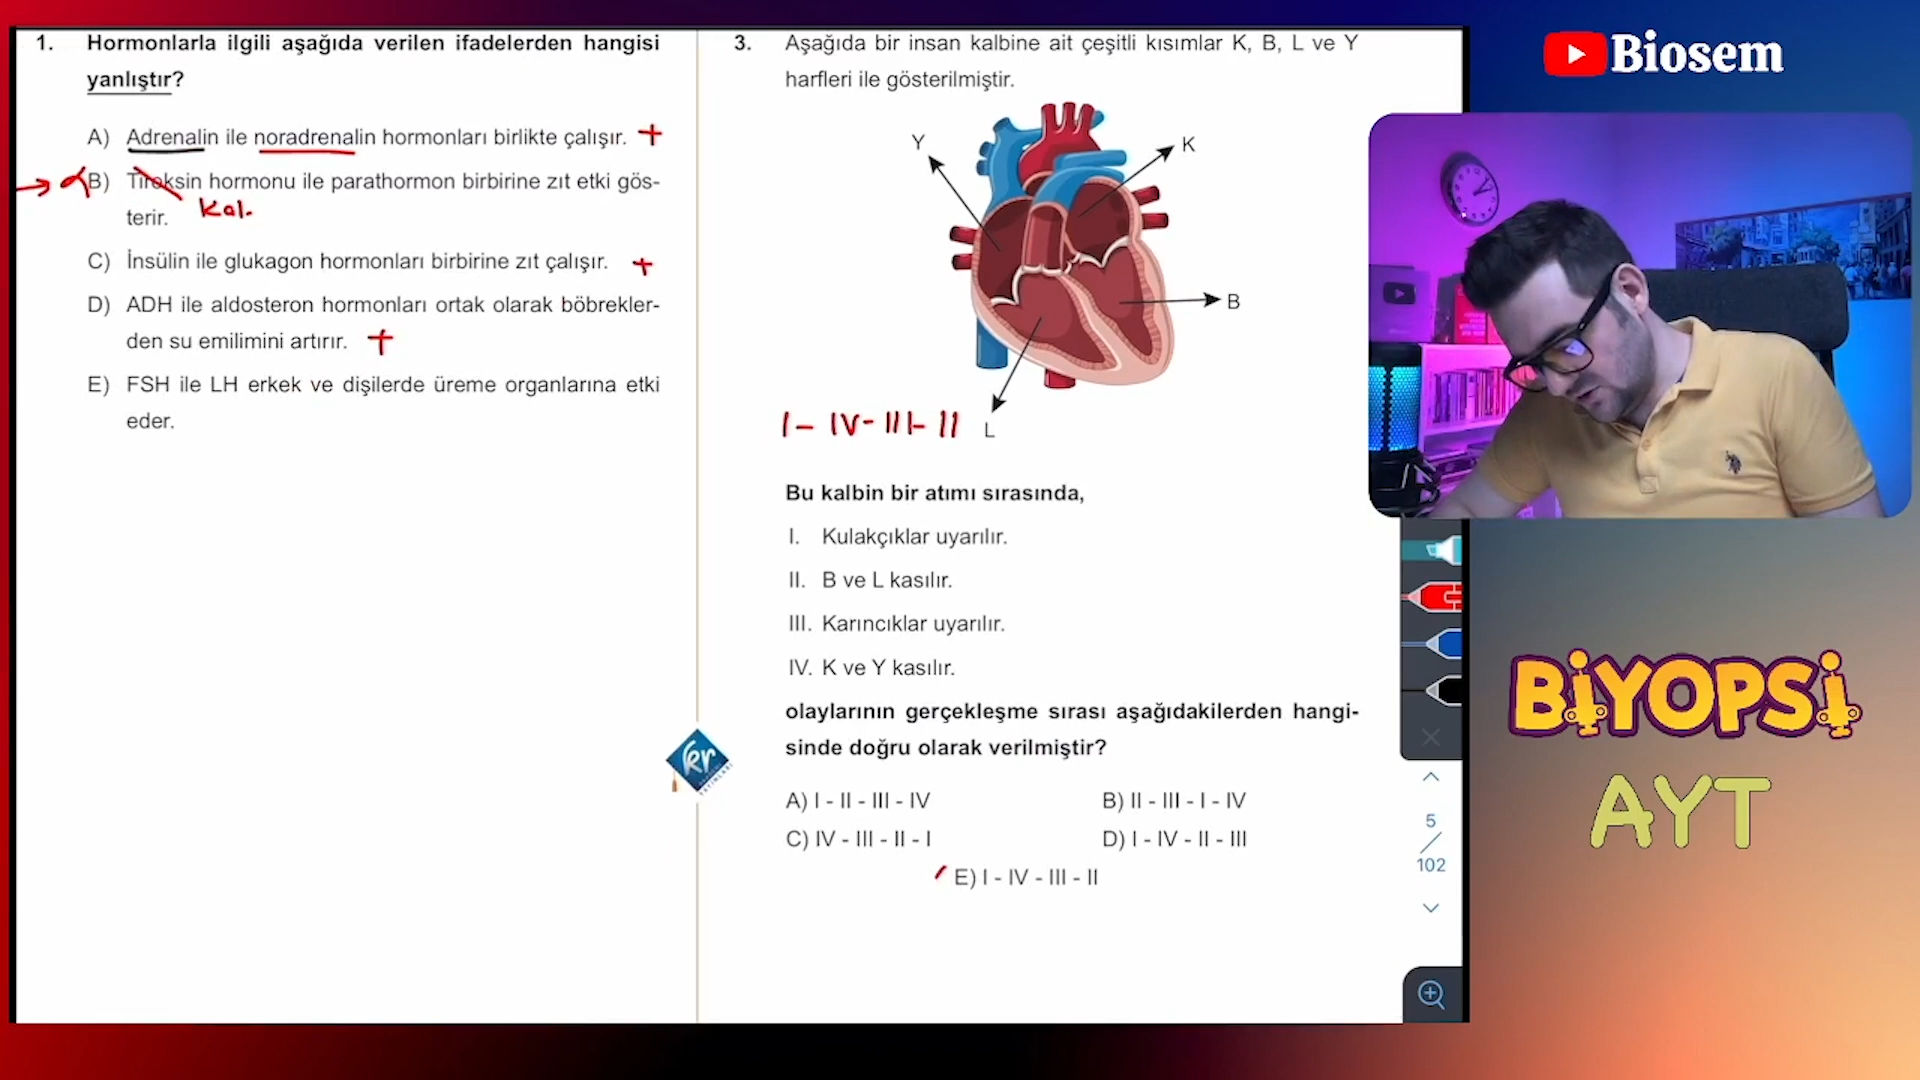 1. Hormonlarla ilgili aşağıda verilen ifadelerden hangisi
yanlıştır?
A) Adrenalin ile noradrenalin hormonları birlikte çalışır. +
B) Tiroksin hormonu ile parathormon birbirine zıt etki gös-
terir. Kal.
C) İnsülin ile glukagon hormonları birbirine zıt çalışır. +
D) ADH ile aldosteron hormonları ortak olarak böbrekler-
den su emilimini artırır. +
E) FSH ile LH erkek ve dişilerde üreme organlarına etki
eder.
kr
3. Aşağıda bir insan kalbine ait çeşitli kısımlar K, B, L ve Y
harfleri ile gösterilmiştir.
Y
K
B
L
I - IV - III - II
Bu kalbin bir atımı sırasında,
I. Kulakçıklar uyarılır.
II. B ve L kasılır.
III. Karıncıklar uyarılır.
IV. K ve Y kasılır.
olaylarının gerçekleşme sırası aşağıdakilerden hangi-
sinde doğru olarak verilmiştir?
A) I - II - III - IV
B) II - III - I - IV
C) IV - III - II - I
D) I - IV - II - III
E) I - IV - III - II
5
102
Biosem
BİYOPSİ
AYT